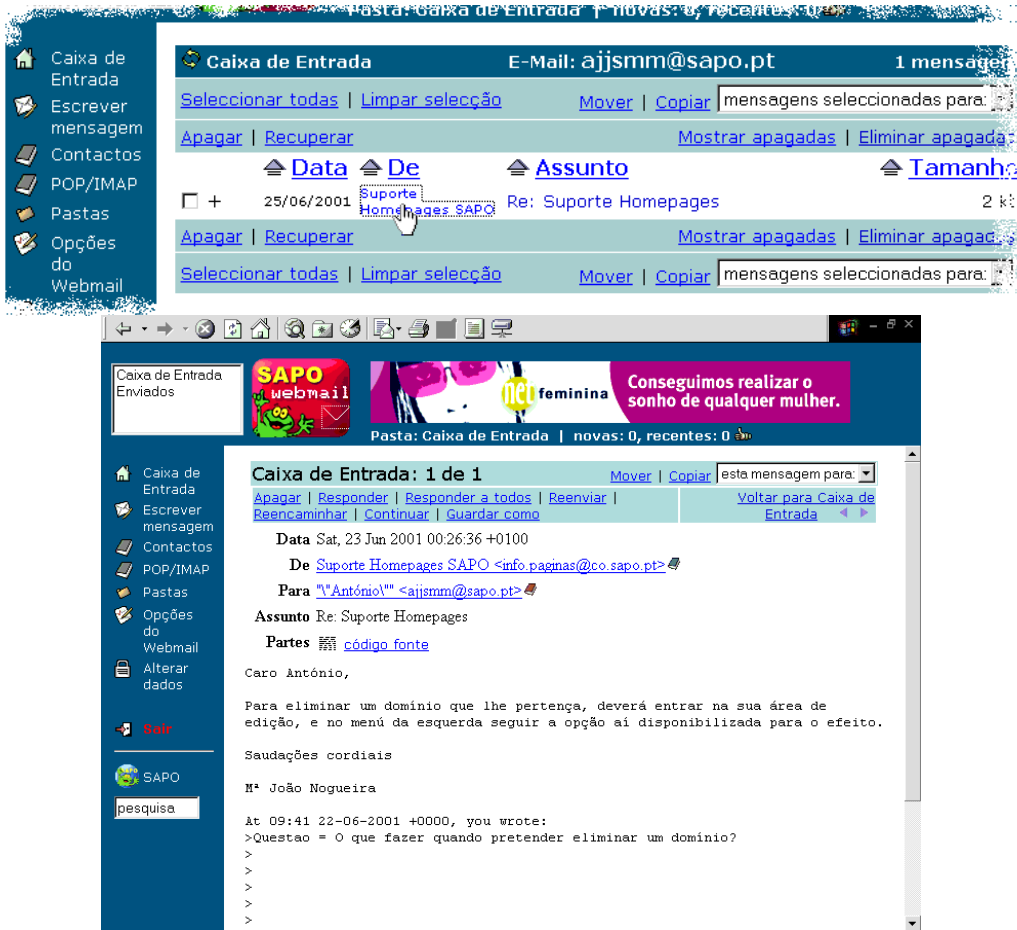 Pasta: Caixa de Entrada | novas: 0, recentes: 0
Caixa de
Entrada
Escrever
mensagem
Contactos
POP/IMAP
Pastas
Opções
do
Webmail
Caixa de Entrada E-Mail: ajjsmm@sapo.pt 1 mensagem
Seleccionar todas | Limpar selecção Mover | Copiar mensagens seleccionadas para:
Apagar | Recuperar Mostrar apagadas | Eliminar apagadas
Data De Assunto Tamanho
+ 25/06/2001 Suporte Homepages SAPO Re: Suporte Homepages 2 k
Apagar | Recuperar Mostrar apagadas | Eliminar apagadas
Seleccionar todas | Limpar selecção Mover | Copiar mensagens seleccionadas para:
Caixa de Entrada
Enviados
SAPO
webmail
net feminina
Conseguimos realizar o
sonho de qualquer mulher.
Pasta: Caixa de Entrada | novas: 0, recentes: 0
Caixa de
Entrada
Escrever
mensagem
Contactos
POP/IMAP
Pastas
Opções
do
Webmail
Alterar
dados
Sair
SAPO
pesquisa
Caixa de Entrada: 1 de 1 Mover | Copiar esta mensagem para:
Apagar | Responder | Responder a todos | Reenviar | Voltar para Caixa de
Reencaminhar | Continuar | Guardar como Entrada
Data Sat, 23 Jun 2001 00:26:36 +0100
De Suporte Homepages SAPO <info.paginas@co.sapo.pt>
Para "\"António\"" <ajjsmm@sapo.pt>
Assunto Re: Suporte Homepages
Partes código fonte
Caro António,
Para eliminar um domínio que lhe pertença, deverá entrar na sua área de
edição, e no menú da esquerda seguir a opção aí disponibilizada para o efeito.
Saudações cordiais
Mª João Nogueira
At 09:41 22-06-2001 +0000, you wrote:
>Questao = O que fazer quando pretender eliminar um domínio?
>
>
>
>
>